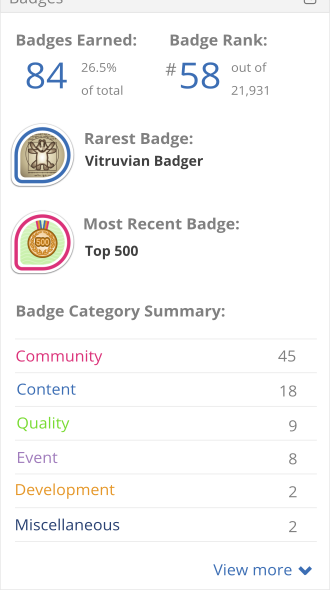 Badges
Badges Earned:
84
26.5%
of total
Badge Rank:
#58
out of
21,931
Rarest Badge:
Vitruvian Badger
500
Most Recent Badge:
Top 500
Badge Category Summary:
Community 45
Content 18
Quality 9
Event 8
Development 2
Miscellaneous 2
View more